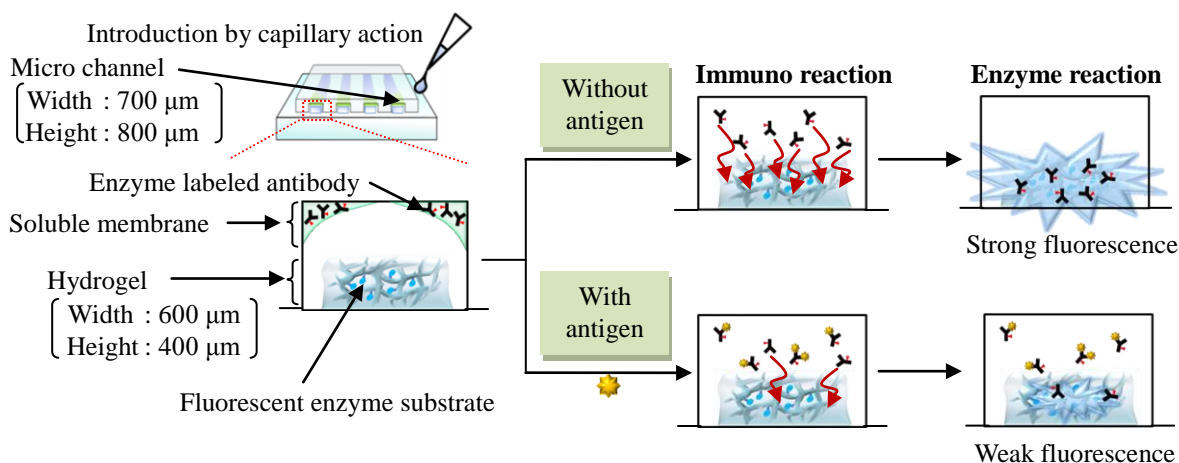 Introduction by capillary action
Micro channel
Width : 700 μm
Height : 800 μm
Enzyme labeled antibody
Soluble membrane
Hydrogel
Width : 600 μm
Height : 400 μm
Fluorescent enzyme substrate
Without
antigen
With
antigen
Immuno reaction
Enzyme reaction
Strong fluorescence
Weak fluorescence